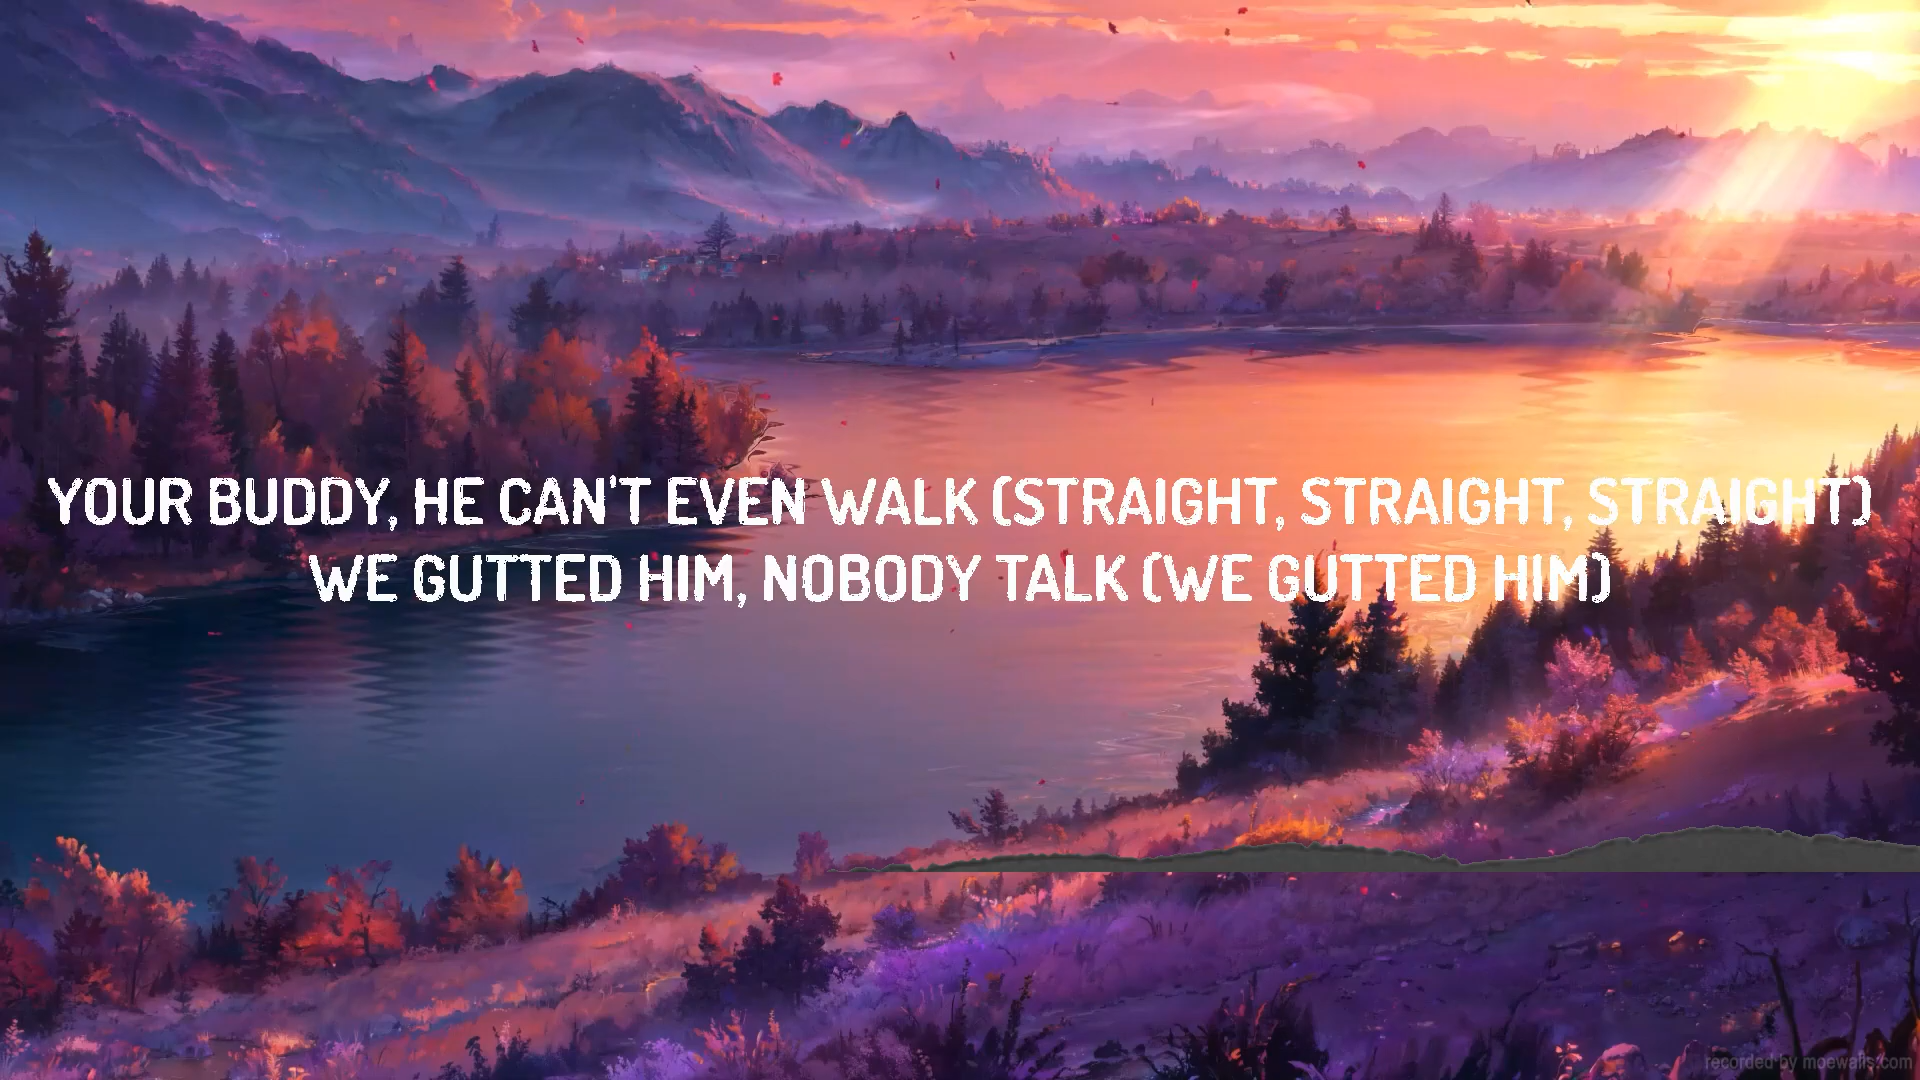 YOUR BUDDY, HE CAN'T EVEN WALK (STRAIGHT, STRAIGHT, STRAIGHT)
WE GUTTED HIM, NOBODY TALK (WE GUTTED HIM)
recorded by moewalls.com